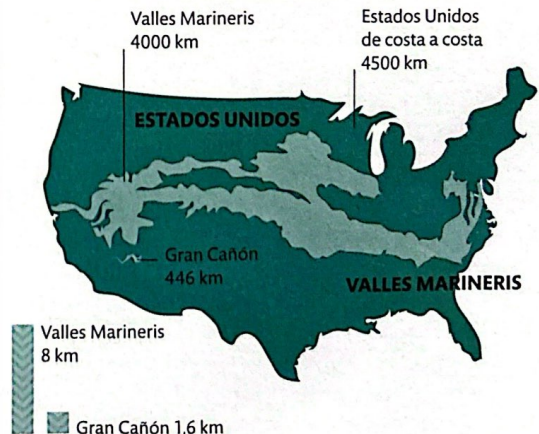 Valles Marineris
4000 km
Estados Unidos
de costa a costa
4500 km
ESTADOS UNIDOS
Gran Cañón
446 km
VALLES MARINERIS
Valles Marineris
8 km
Gran Cañón 1,6 km